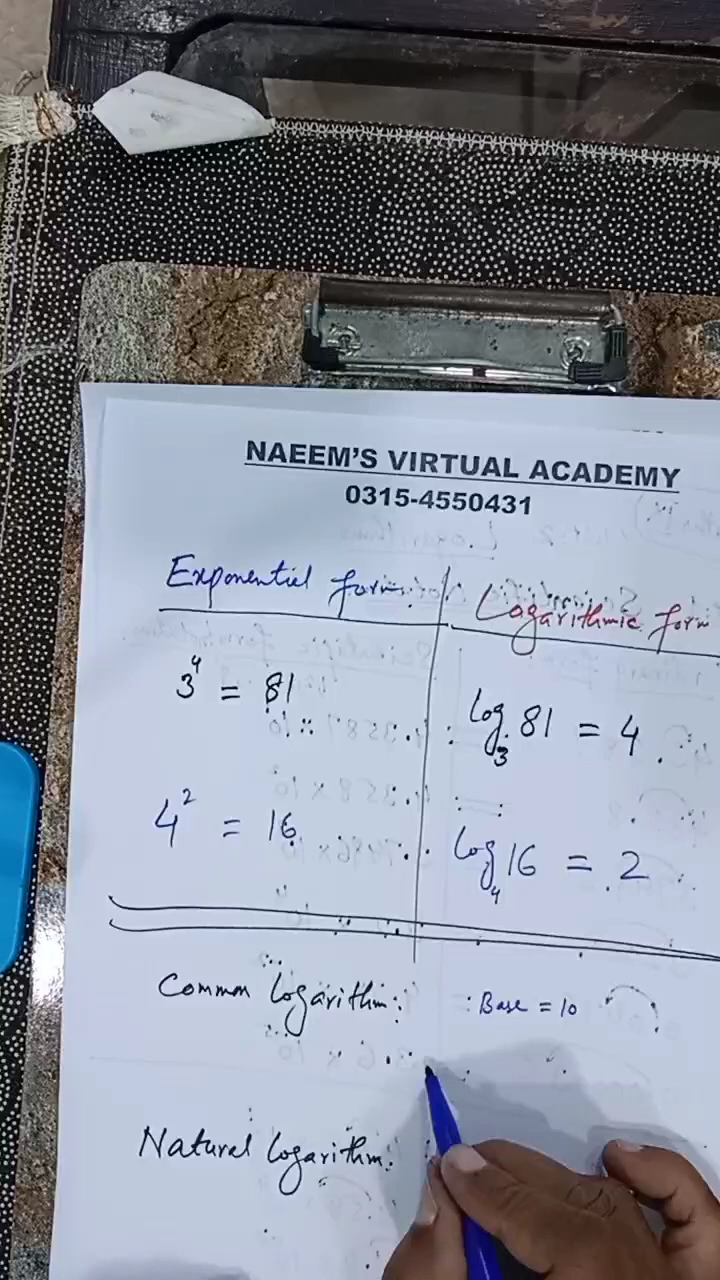 NAEEM'S VIRTUAL ACADEMY
0315-4550431
Exponentiel form. Logarithmic form
3⁴ = 81 log₃ 81 = 4.
4² = 16 log₄ 16 = 2
Common logarithm: : Base = 10
Natural logarithm.